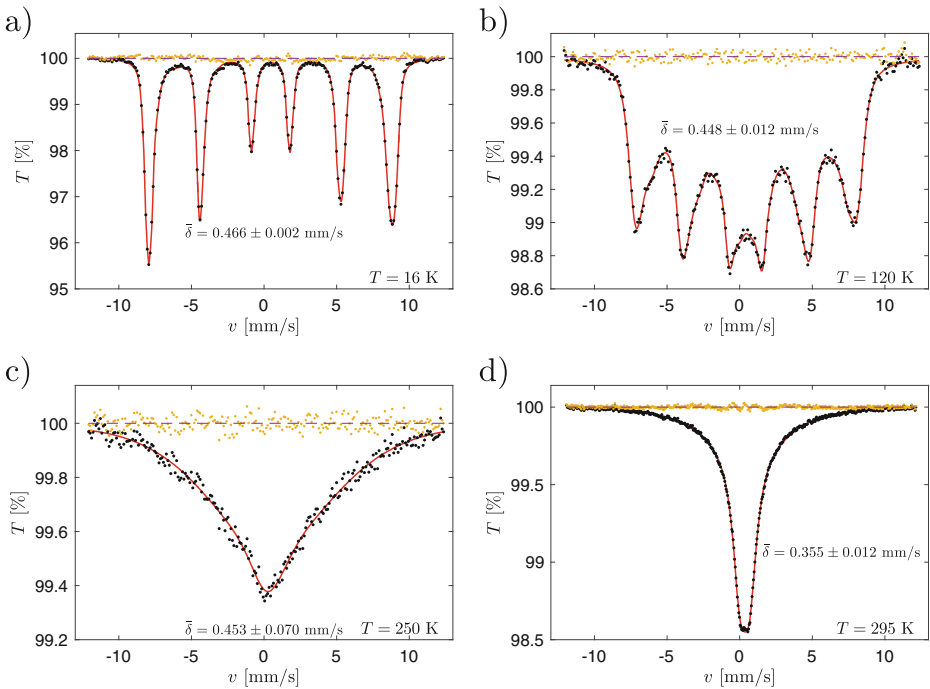 a)
100
99
98
97
96
95
T [%]
-10 -5 0 5 10
v [mm/s]
δ̄ = 0.466 ± 0.002 mm/s
T = 16 K
b)
100
99.8
99.6
99.4
99.2
99
98.8
98.6
T [%]
-10 -5 0 5 10
v [mm/s]
δ̄ = 0.448 ± 0.012 mm/s
T = 120 K
c)
100
99.8
99.6
99.4
99.2
T [%]
-10 -5 0 5 10
v [mm/s]
δ̄ = 0.453 ± 0.070 mm/s
T = 250 K
d)
100
99.5
99
98.5
T [%]
-10 -5 0 5 10
v [mm/s]
δ̄ = 0.355 ± 0.012 mm/s
T = 295 K